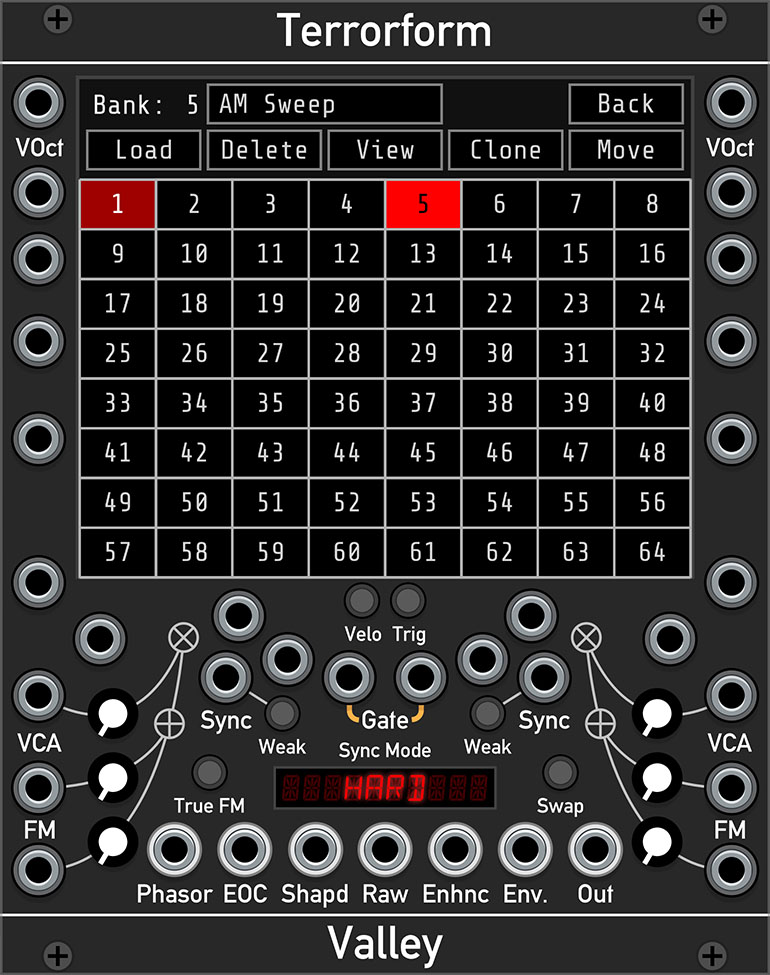 Terrorform
Bank: 5 AM Sweep Back
VOct VOct
Load Delete View Clone Move
1 2 3 4 5 6 7 8
9 10 11 12 13 14 15 16
17 18 19 20 21 22 23 24
25 26 27 28 29 30 31 32
33 34 35 36 37 38 39 40
41 42 43 44 45 46 47 48
49 50 51 52 53 54 55 56
57 58 59 60 61 62 63 64
Velo Trig
Sync Gate Sync
VCA Weak Sync Mode Weak VCA
HARD
True FM Swap
FM FM
Phasor EOC Shapd Raw Enhnc Env. Out
Valley